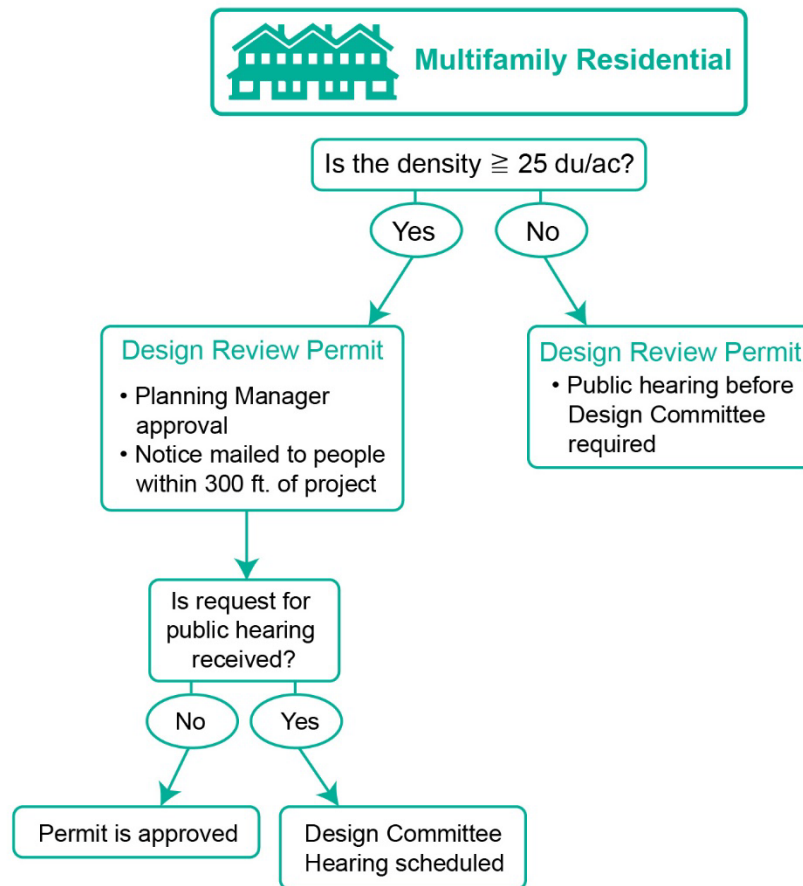 Multifamily Residential
Is the density ≧ 25 du/ac?
Yes
No
Design Review Permit
• Planning Manager
approval
• Notice mailed to people
within 300 ft. of project
Design Review Permit
• Public hearing before
Design Committee
required
Is request for
public hearing
received?
No
Yes
Permit is approved
Design Committee
Hearing scheduled